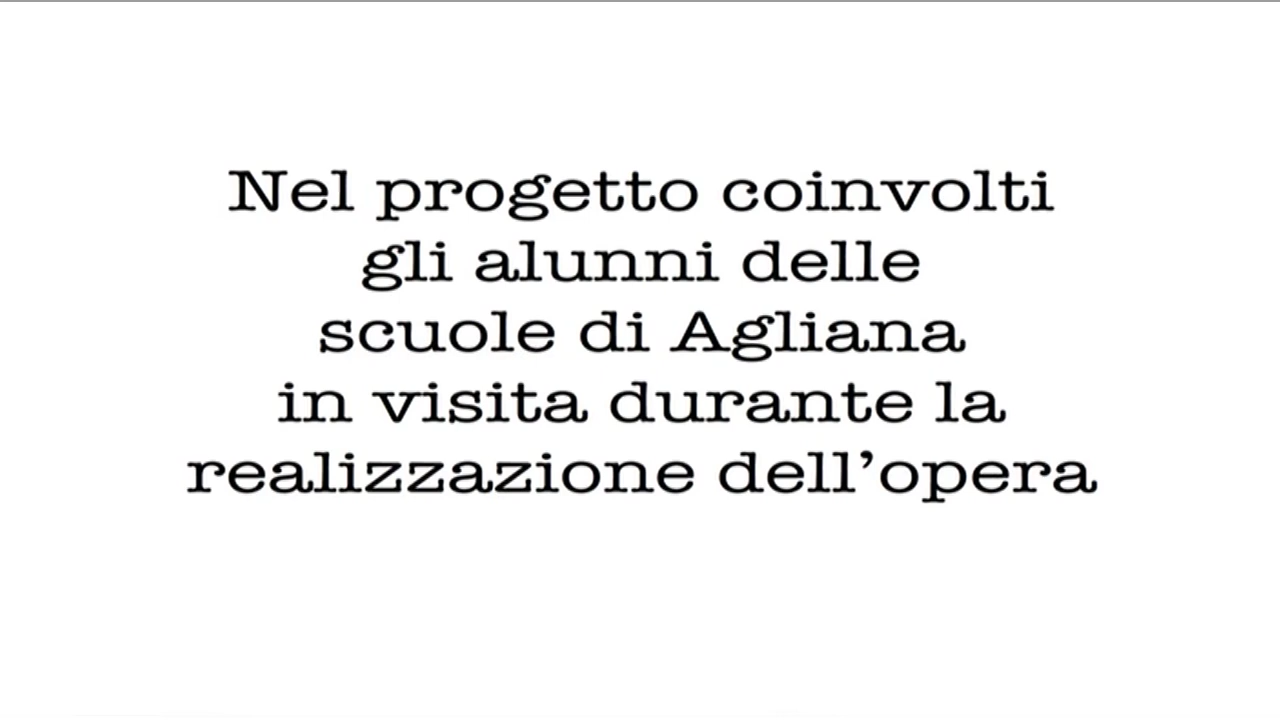 Nel progetto coinvolti
gli alunni delle
scuole di Agliana
in visita durante la
realizzazione dell’opera